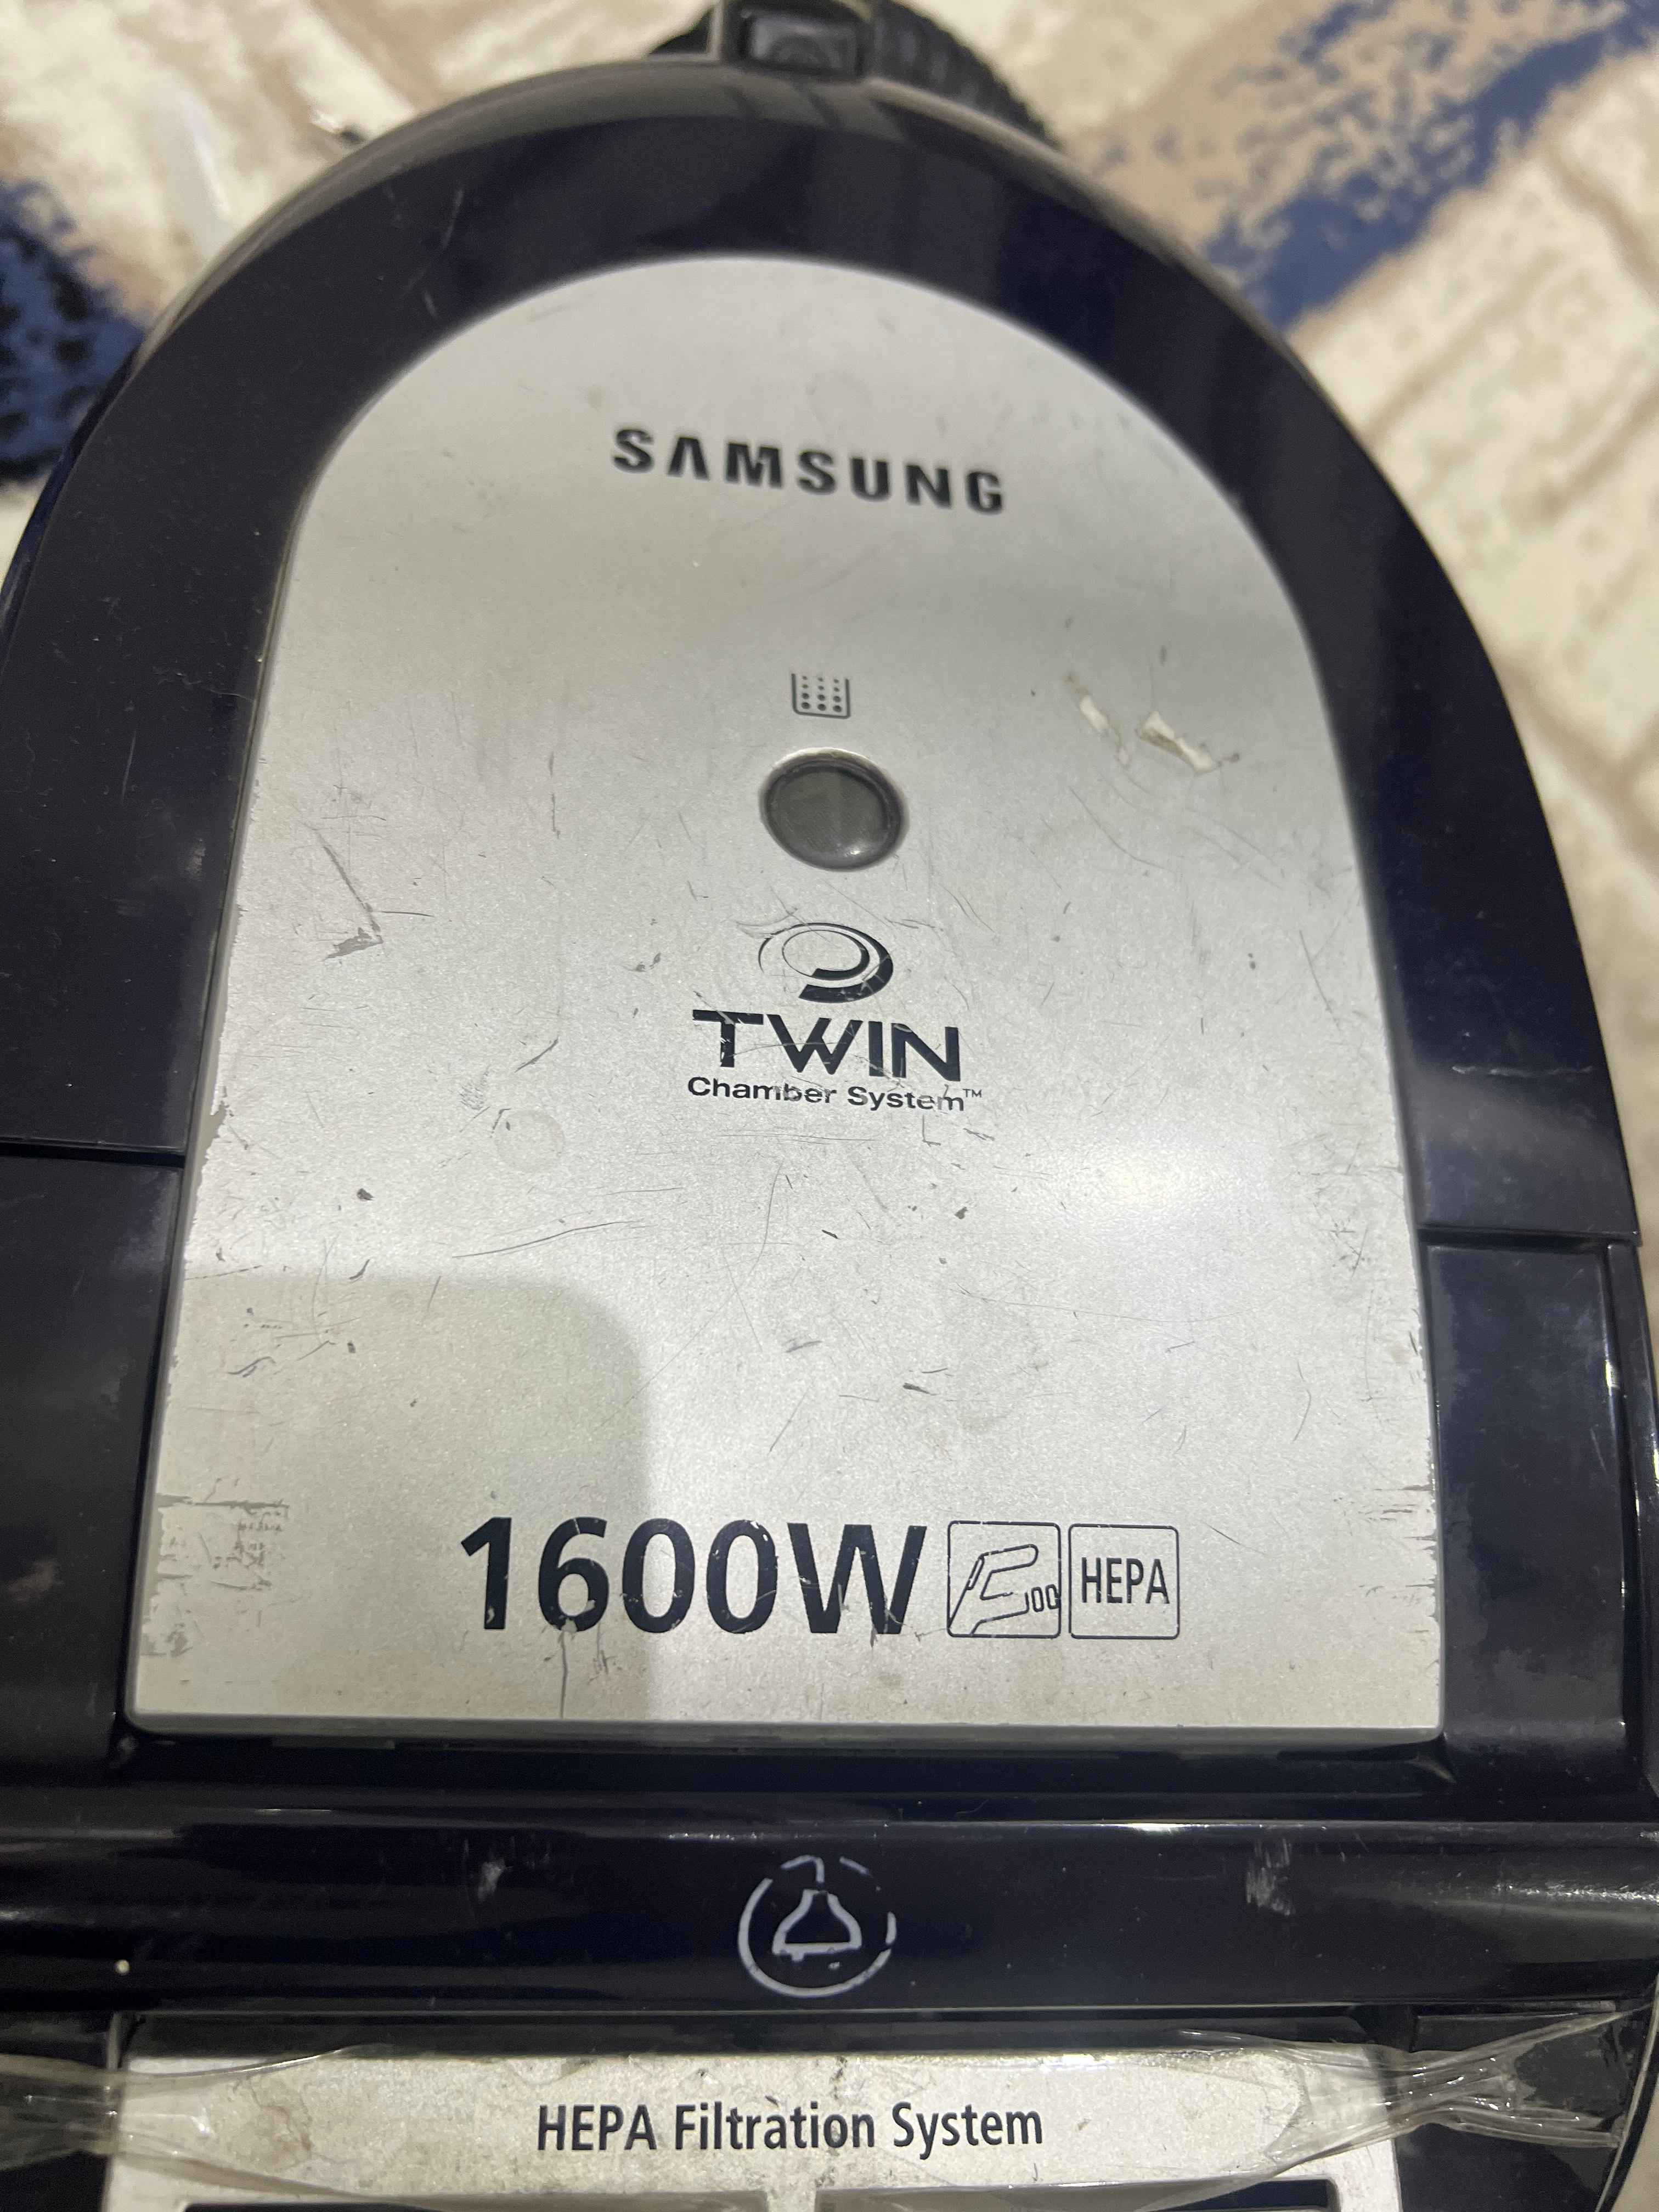 SAMSUNG
TWIN
Chamber System™
1600W HEPA
HEPA Filtration System